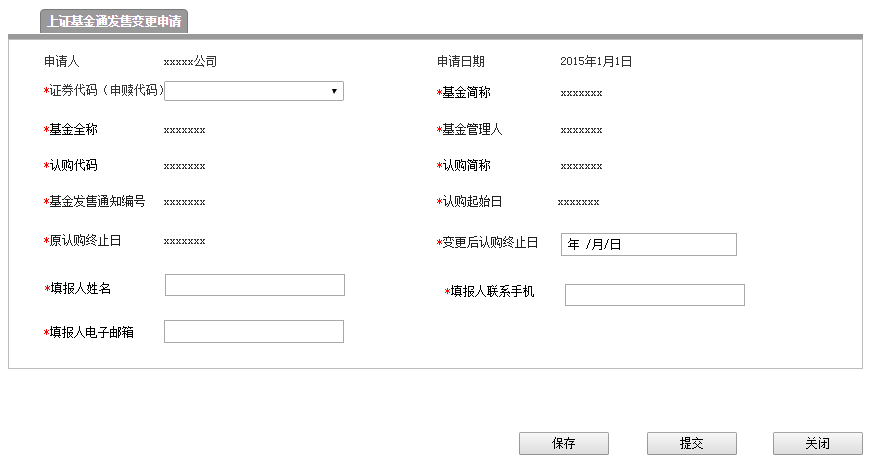 上证基金通发售变更申请
申请人 xxxxx公司 申请日期 2015年1月1日
*证券代码（申赎代码） *基金简称 xxxxxxx
*基金全称 xxxxxxx *基金管理人 xxxxxxx
*认购代码 xxxxxxx *认购简称 xxxxxxx
*基金发售通知编号 xxxxxxx *认购起始日 xxxxxxx
*原认购终止日 xxxxxxx *变更后认购终止日 年 /月/日
*填报人姓名 *填报人联系手机
*填报人电子邮箱
保存 提交 关闭